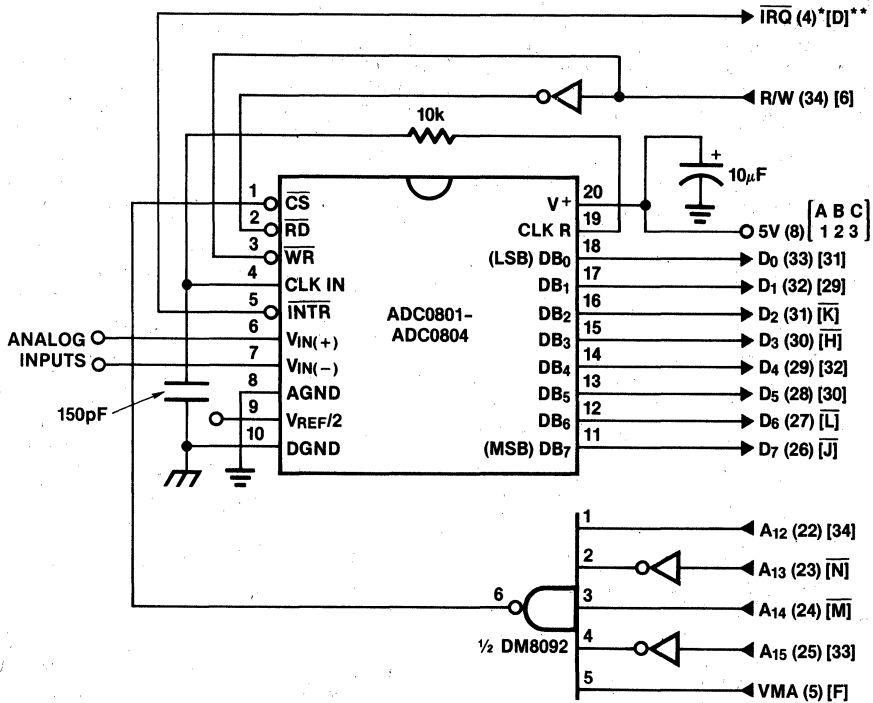 I̅R̅Q̅ (4)*[D]**
R/W (34) [6]
10k
+
10μF
1 C̅S̅
2 R̅D̅
3 W̅R̅
4 CLK IN
5 I̅N̅T̅R̅
6 VIN(+)
7 VIN(−)
8 AGND
9 VREF/2
10 DGND
ANALOG
INPUTS
150pF
ADC0801–
ADC0804
V+ 20
CLK R 19
(LSB) DB0 18
DB1 17
DB2 16
DB3 15
DB4 14
DB5 13
DB6 12
(MSB) DB7 11
5V (8) [A B C
1 2 3]
D0 (33) [31]
D1 (32) [29]
D2 (31) [K̅]
D3 (30) [H̅]
D4 (29) [32]
D5 (28) [30]
D6 (27) [L̅]
D7 (26) [J̅]
1 A12 (22) [34]
2 A13 (23) [N̅]
3 A14 (24) [M̅]
4 A15 (25) [33]
5 VMA (5) [F]
6
½ DM8092